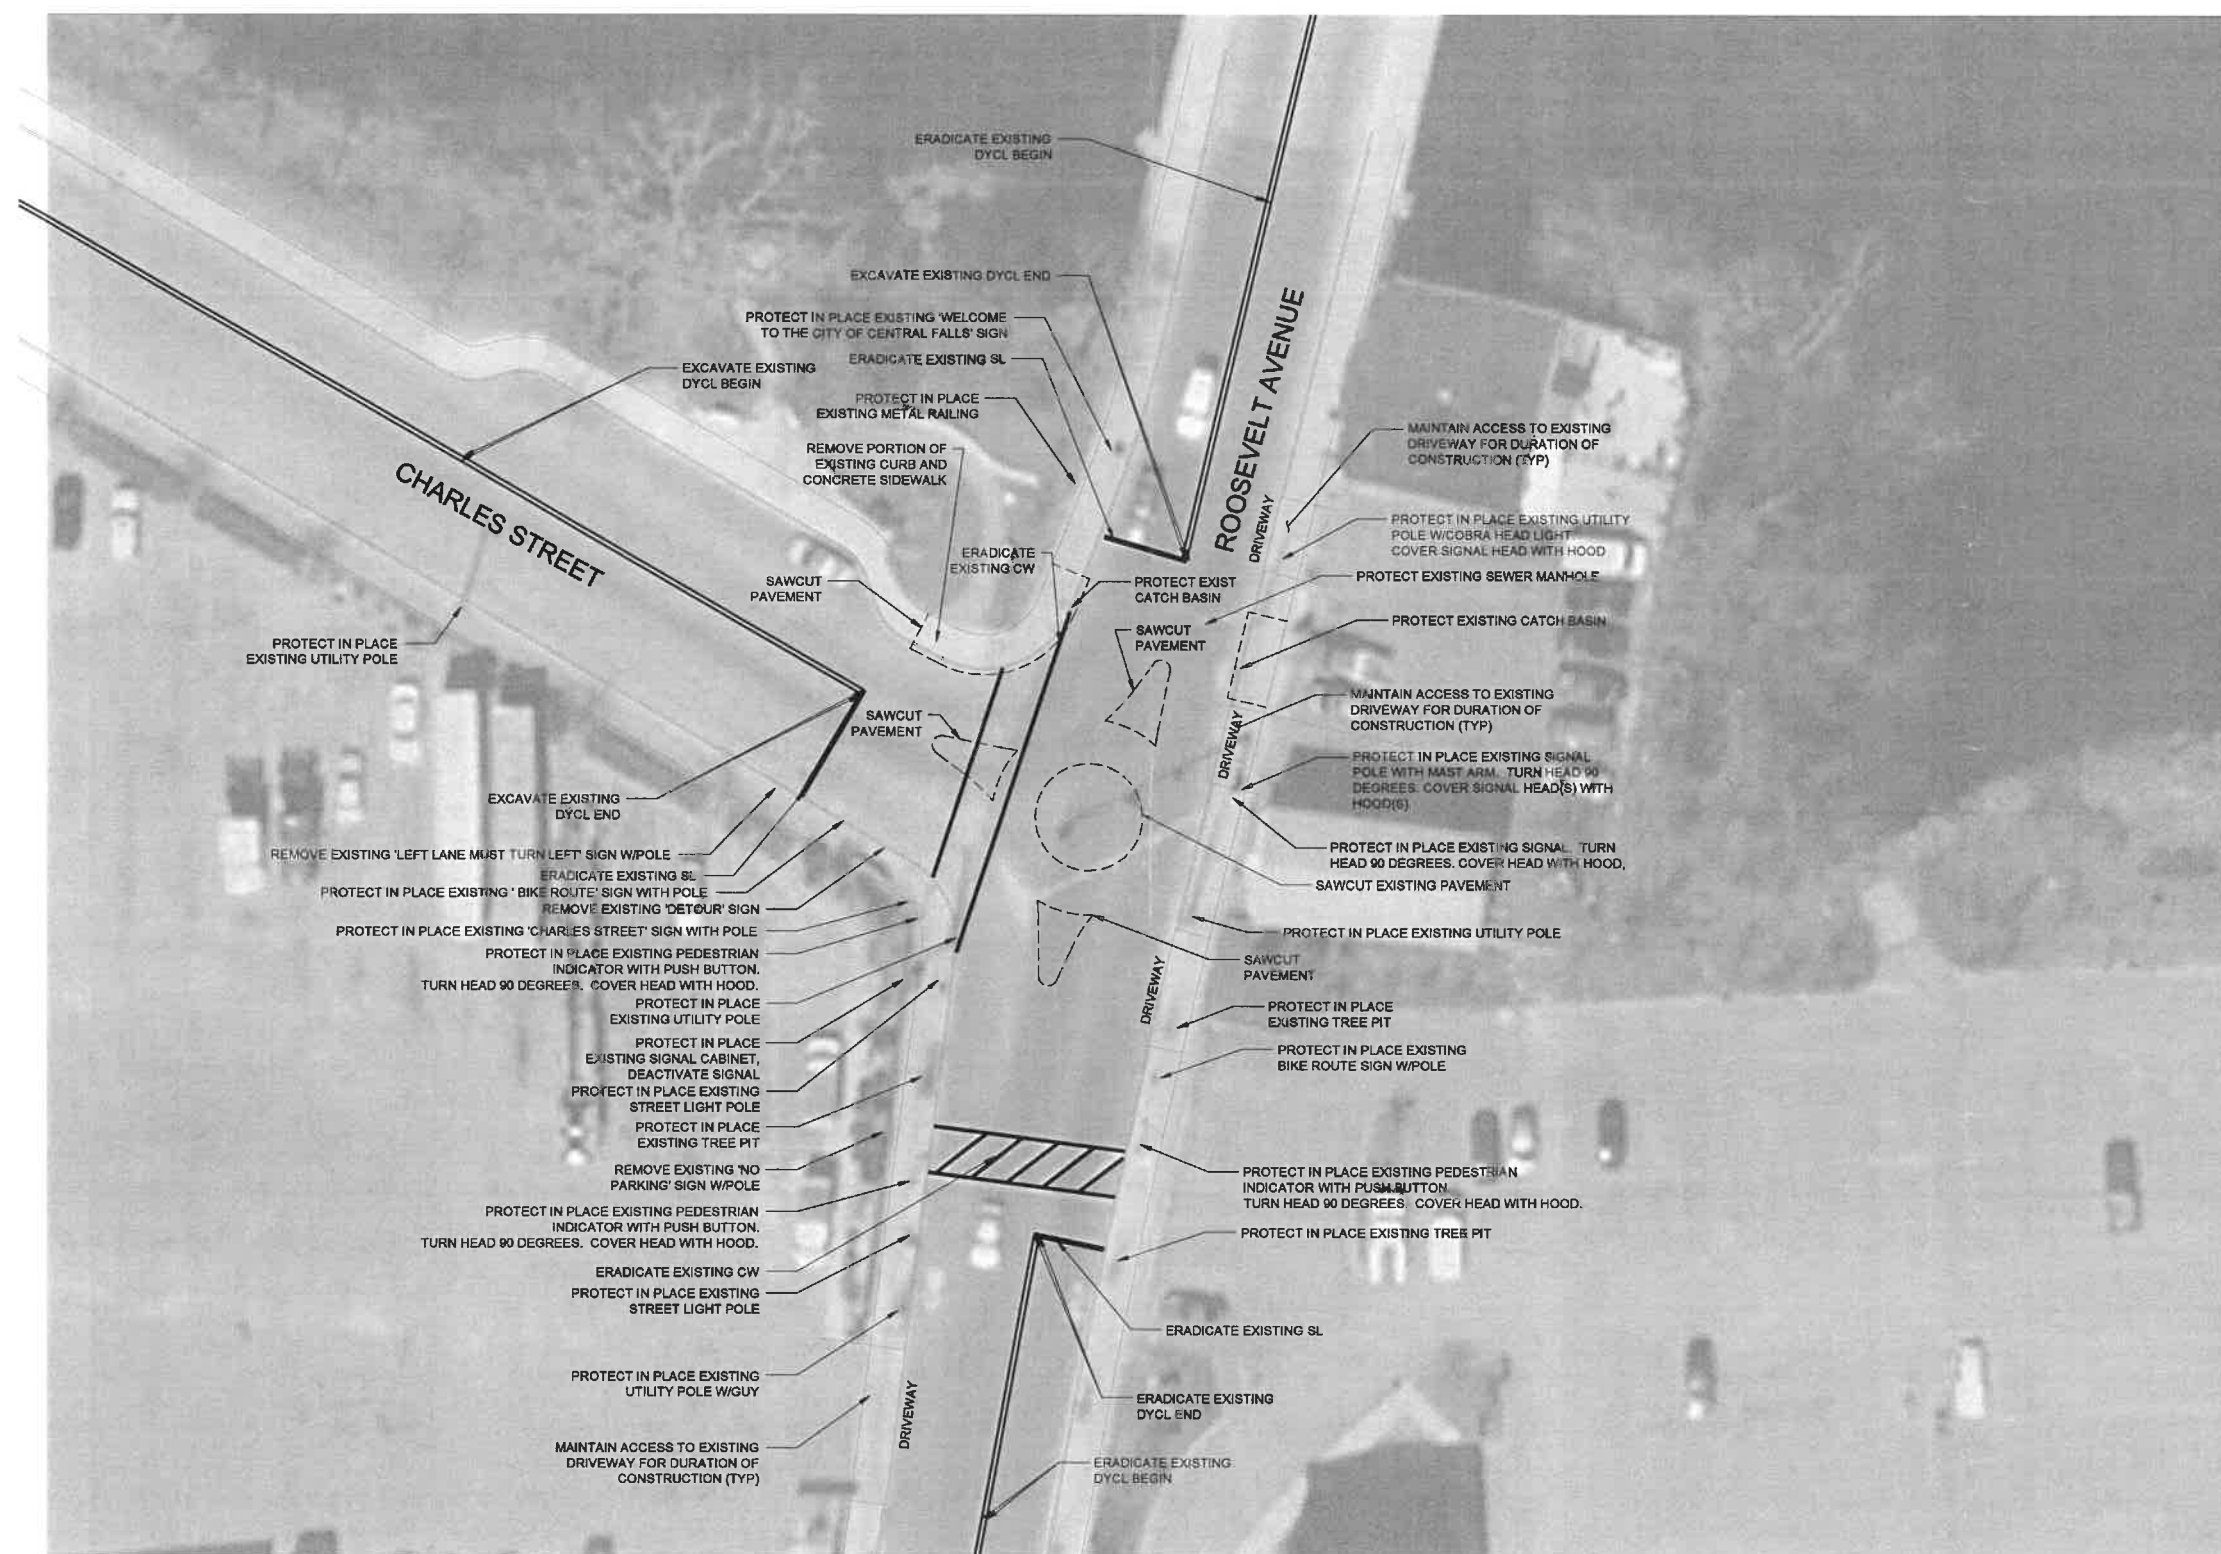 ERADICATE EXISTING
DYCL BEGIN
EXCAVATE EXISTING DYCL END
PROTECT IN PLACE EXISTING 'WELCOME
TO THE CITY OF CENTRAL FALLS' SIGN
ERADICATE EXISTING SL
EXCAVATE EXISTING
DYCL BEGIN
PROTECT IN PLACE
EXISTING METAL RAILING
REMOVE PORTION OF
EXISTING CURB AND
CONCRETE SIDEWALK
CHARLES STREET
ROOSEVELT AVENUE
DRIVEWAY
MAINTAIN ACCESS TO EXISTING
DRIVEWAY FOR DURATION OF
CONSTRUCTION (TYP)
PROTECT IN PLACE EXISTING UTILITY
POLE W/COBRA HEAD LIGHT
COVER SIGNAL HEAD WITH HOOD
ERADICATE
EXISTING CW
SAWCUT
PAVEMENT
PROTECT EXIST
CATCH BASIN
PROTECT EXISTING SEWER MANHOLE
PROTECT EXISTING CATCH BASIN
SAWCUT
PAVEMENT
PROTECT IN PLACE
EXISTING UTILITY POLE
SAWCUT
PAVEMENT
MAINTAIN ACCESS TO EXISTING
DRIVEWAY FOR DURATION OF
CONSTRUCTION (TYP)
DRIVEWAY
PROTECT IN PLACE EXISTING SIGNAL
POLE WITH MAST ARM. TURN HEAD 90
DEGREES. COVER SIGNAL HEAD(S) WITH
HOOD(S)
EXCAVATE EXISTING
DYCL END
PROTECT IN PLACE EXISTING SIGNAL. TURN
HEAD 90 DEGREES. COVER HEAD WITH HOOD,
SAWCUT EXISTING PAVEMENT
REMOVE EXISTING 'LEFT LANE MUST TURN LEFT' SIGN W/POLE
ERADICATE EXISTING SL
PROTECT IN PLACE EXISTING ' BIKE ROUTE' SIGN WITH POLE
REMOVE EXISTING 'DETOUR' SIGN
PROTECT IN PLACE EXISTING 'CHARLES STREET' SIGN WITH POLE
PROTECT IN PLACE EXISTING UTILITY POLE
PROTECT IN PLACE EXISTING PEDESTRIAN
INDICATOR WITH PUSH BUTTON.
TURN HEAD 90 DEGREES. COVER HEAD WITH HOOD.
SAWCUT
PAVEMENT
DRIVEWAY
PROTECT IN PLACE
EXISTING UTILITY POLE
PROTECT IN PLACE
EXISTING TREE PIT
PROTECT IN PLACE
EXISTING SIGNAL CABINET,
DEACTIVATE SIGNAL
PROTECT IN PLACE EXISTING
BIKE ROUTE SIGN W/POLE
PROTECT IN PLACE EXISTING
STREET LIGHT POLE
PROTECT IN PLACE
EXISTING TREE PIT
REMOVE EXISTING 'NO
PARKING' SIGN W/POLE
PROTECT IN PLACE EXISTING PEDESTRIAN
INDICATOR WITH PUSH BUTTON
TURN HEAD 90 DEGREES. COVER HEAD WITH HOOD.
PROTECT IN PLACE EXISTING PEDESTRIAN
INDICATOR WITH PUSH BUTTON.
TURN HEAD 90 DEGREES. COVER HEAD WITH HOOD.
PROTECT IN PLACE EXISTING TREE PIT
ERADICATE EXISTING CW
PROTECT IN PLACE EXISTING
STREET LIGHT POLE
ERADICATE EXISTING SL
PROTECT IN PLACE EXISTING
UTILITY POLE W/GUY
ERADICATE EXISTING
DYCL END
DRIVEWAY
MAINTAIN ACCESS TO EXISTING
DRIVEWAY FOR DURATION OF
CONSTRUCTION (TYP)
ERADICATE EXISTING
DYCL BEGIN